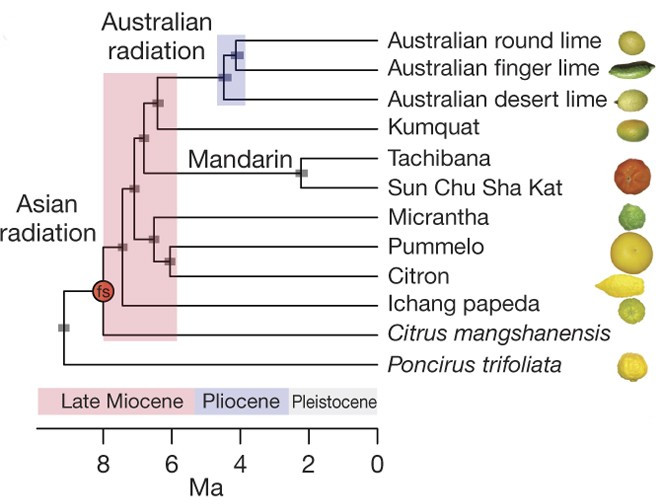 Australian
radiation
Australian round lime
Australian finger lime
Australian desert lime
Kumquat
Mandarin
Tachibana
Sun Chu Sha Kat
Asian
radiation
Micrantha
Pummelo
Citron
fs
Ichang papeda
Citrus mangshanensis
Poncirus trifoliata
Late Miocene
Pliocene
Pleistocene
8 6 4 2 0
Ma